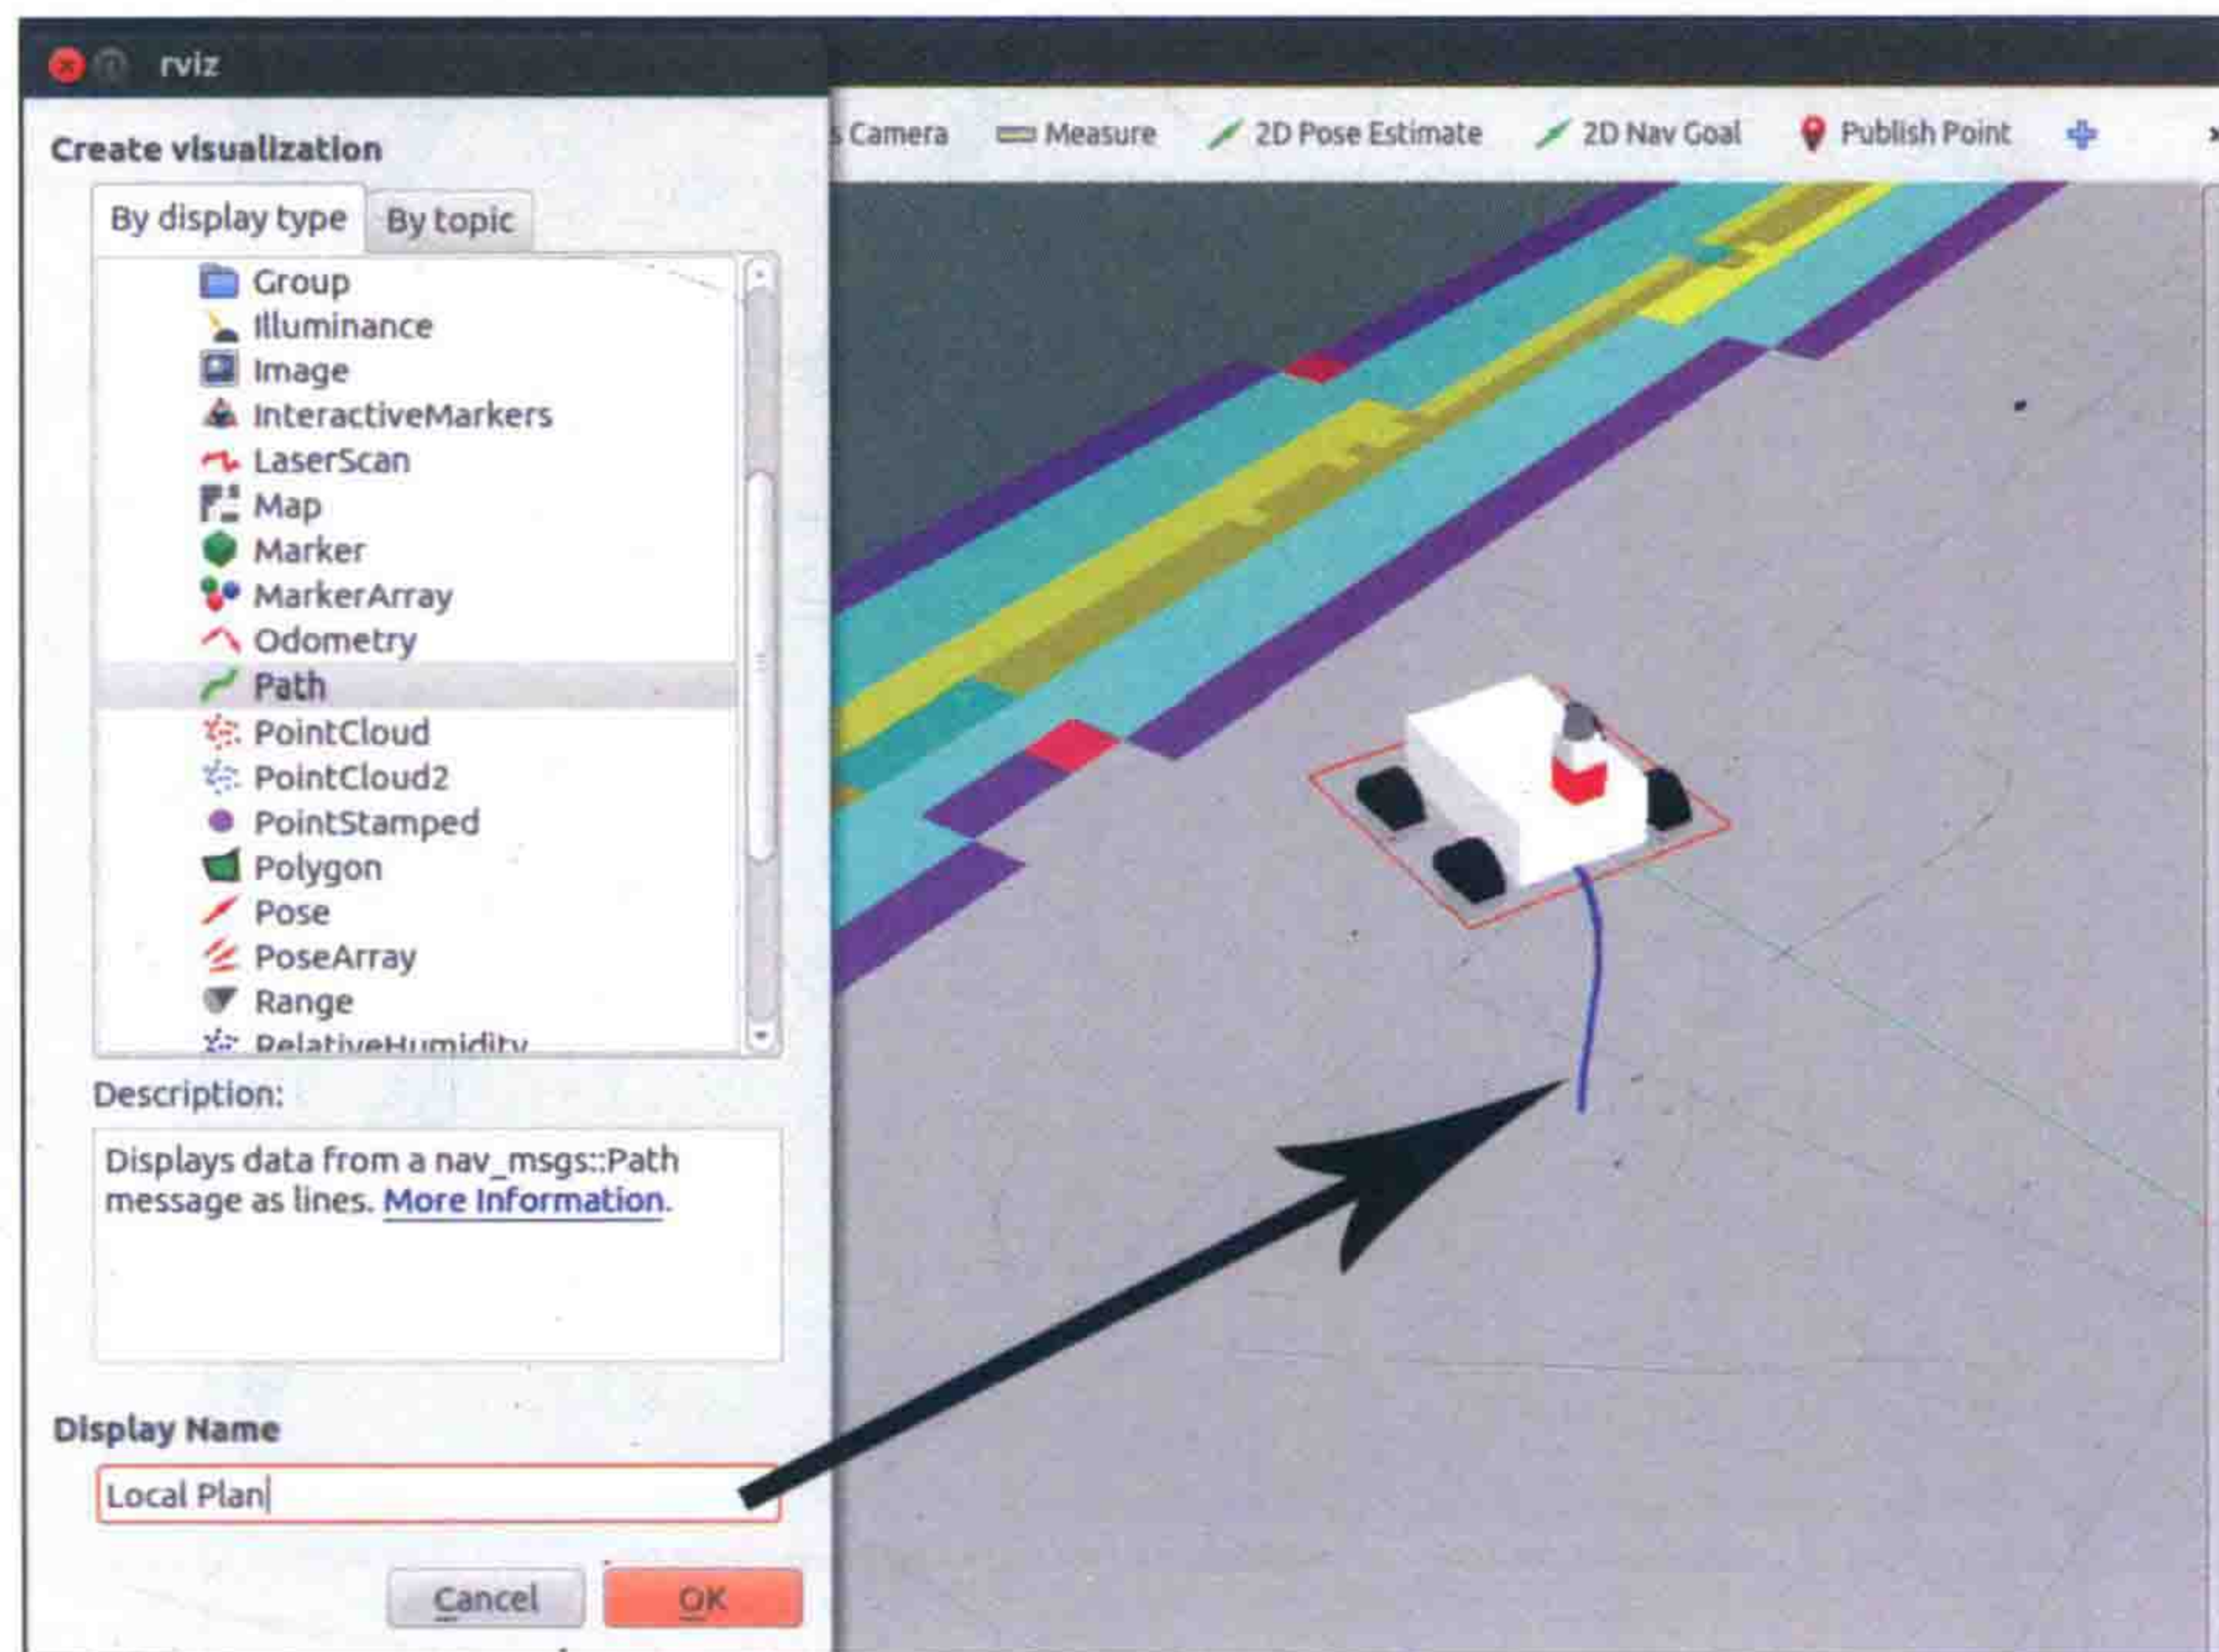 rviz
Create visualization
By display type By topic
Group
Illuminance
Image
InteractiveMarkers
LaserScan
Map
Marker
MarkerArray
Odometry
Path
PointCloud
PointCloud2
PointStamped
Polygon
Pose
PoseArray
Range
RelativeHumidity
Description:
Displays data from a nav_msgs::Path
message as lines. More Information.
Display Name
Local Plan
Cancel OK
s Camera Measure 2D Pose Estimate 2D Nav Goal Publish Point